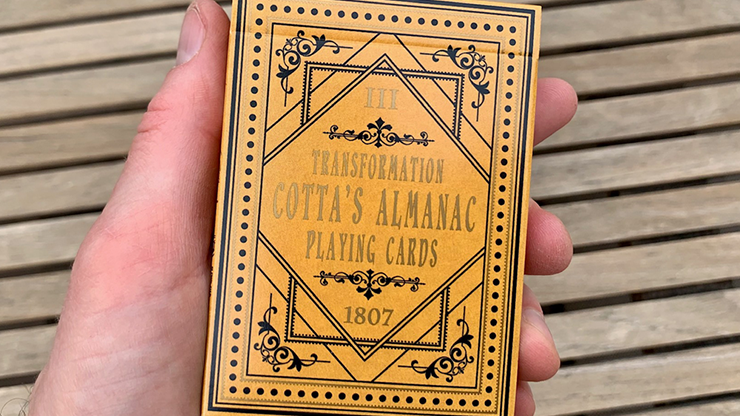 III
TRANSFORMATION
COTTA'S ALMANAC
PLAYING CARDS
1807